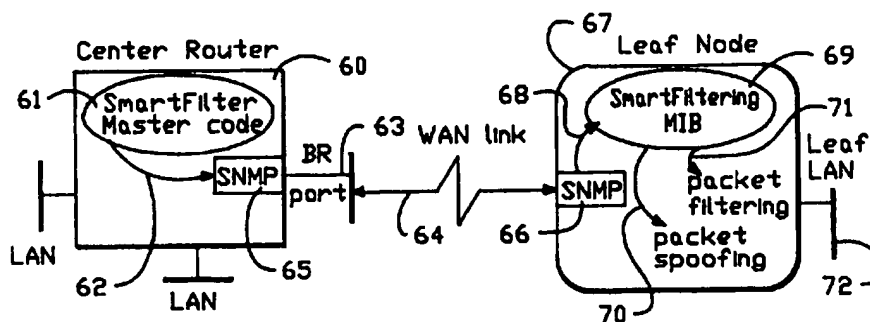 Center Router
60
61
SmartFilter
Master code
63
BR
port
SNMP
62
65
LAN
LAN
WAN link
64
67
Leaf Node
69
68
SmartFiltering
MIB
71
Leaf
LAN
SNMP
66
packet
filtering
packet
spoofing
70
72